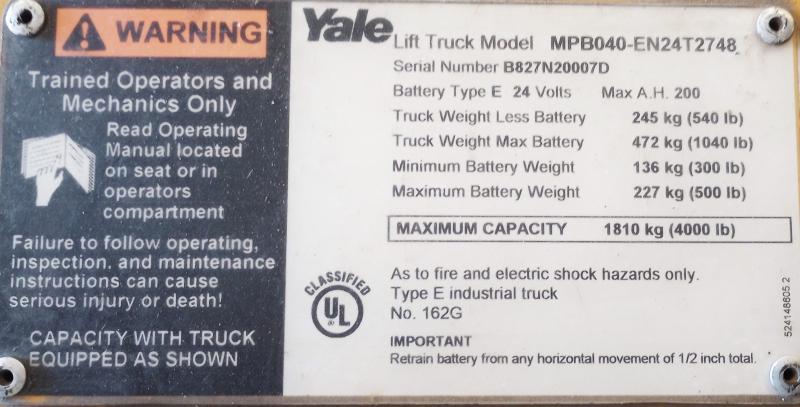 WARNING
Trained Operators and
Mechanics Only
Read Operating
Manual located
on seat or in
operators
compartment
Failure to follow operating,
inspection, and maintenance
instructions can cause
serious injury or death!
CAPACITY WITH TRUCK
EQUIPPED AS SHOWN
Yale Lift Truck Model MPB040-EN24T2748
Serial Number B827N20007D
Battery Type E 24 Volts Max A.H. 200
Truck Weight Less Battery 245 kg (540 lb)
Truck Weight Max Battery 472 kg (1040 lb)
Minimum Battery Weight 136 kg (300 lb)
Maximum Battery Weight 227 kg (500 lb)
MAXIMUM CAPACITY 1810 kg (4000 lb)
CLASSIFIED
UL
®
As to fire and electric shock hazards only.
Type E industrial truck
No. 162G
IMPORTANT
Retrain battery from any horizontal movement of 1/2 inch total.
524148605 2